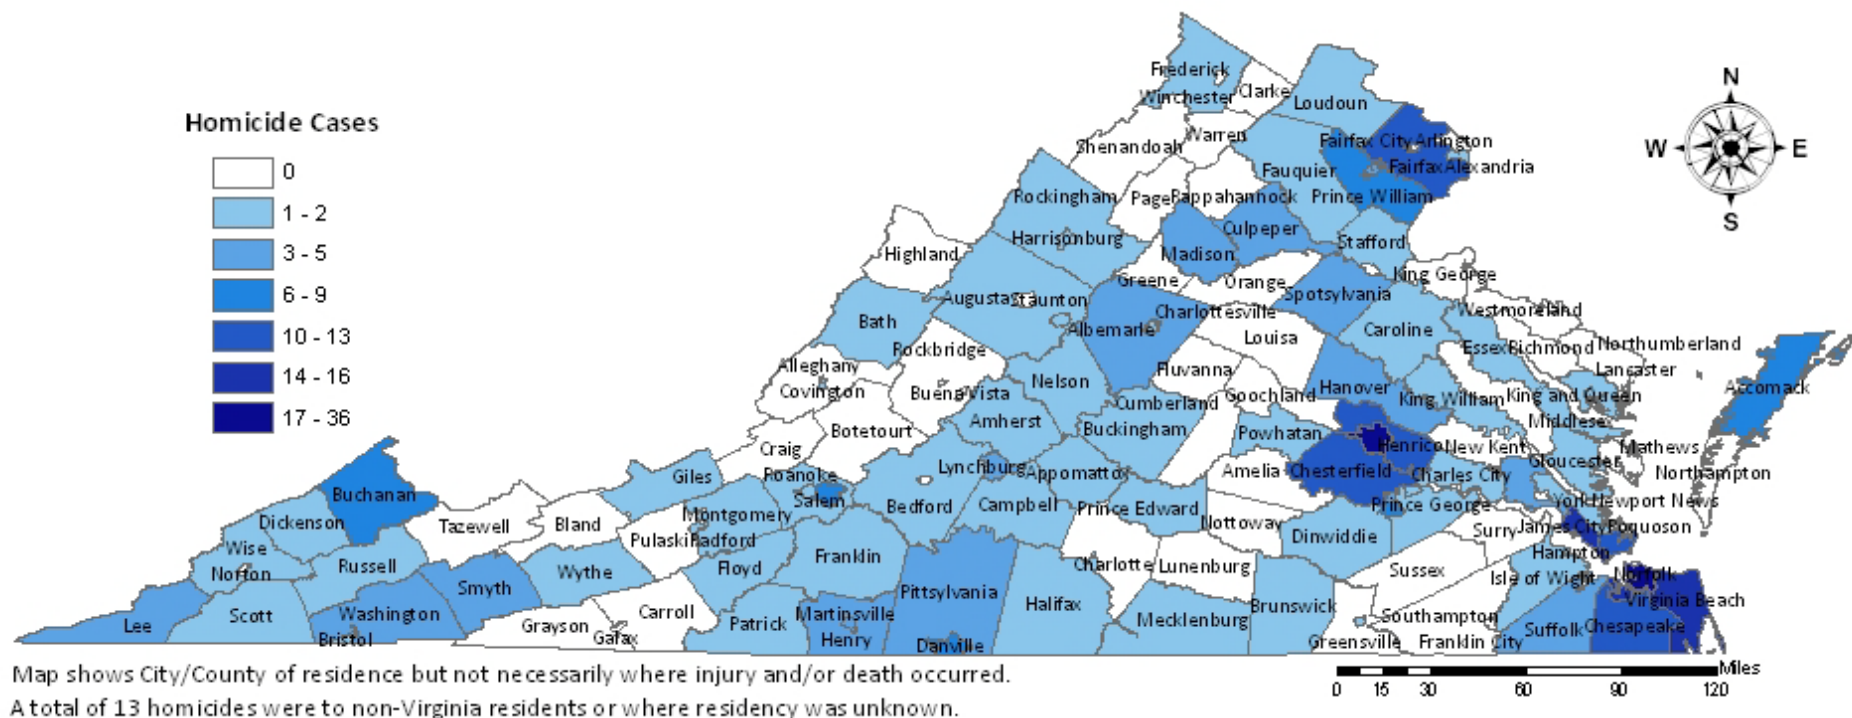 Homicide Cases
0
1 - 2
3 - 5
6 - 9
10 - 13
14 - 16
17 - 36
N
W
E
S
Frederick
Winchester
Clarke
Loudoun
Shenandoah
Warren
Fairfax City
Arlington
Fauquier
Fairfax
Alexandria
Rockingham
Page
Rappahannock
Prince William
Harrisonburg
Culpeper
Stafford
Highland
Madison
Greene
Orange
King George
Augusta
Staunton
Spotsylvania
Westmoreland
Bath
Albemarle
Charlottesville
Louisa
Caroline
Essex
Richmond
Northumberland
Rockbridge
Alleghany
Covington
Nelson
Fluvanna
Lancaster
Buena Vista
Goochland
Hanover
King William
King and Queen
Accomack
Cumberland
Amherst
Buckingham
Middlese
Botetourt
Craig
Powhatan
Henrico
New Kent
Mathews
Giles
Roanoke
Lynchburg
Appomattox
Amelia
Chesterfield
Charles City
Gloucester
Northampton
Buchanan
Salem
Bedford
Campbell
Prince Edward
Prince George
York
Newport News
Dickenson
Tazewell
Bland
Montgomery
Nottoway
Surry
James City
Poquoson
Wise
Pulaski
Radford
Franklin
Dinwiddie
Hampton
Norton
Russell
Wythe
Floyd
Charlotte
Lunenburg
Sussex
Isle of Wight
Norfolk
Smyth
Pittsylvania
Halifax
Brunswick
Virginia Beach
Lee
Scott
Washington
Carroll
Patrick
Martinsville
Mecklenburg
Southampton
Suffolk
Chesapeake
Bristol
Grayson
Galax
Henry
Danville
Greensville
Franklin City
Map shows City/County of residence but not necessarily where injury and/or death occurred.
Miles
0 15 30 60 90 120
A total of 13 homicides were to non-Virginia residents or where residency was unknown.